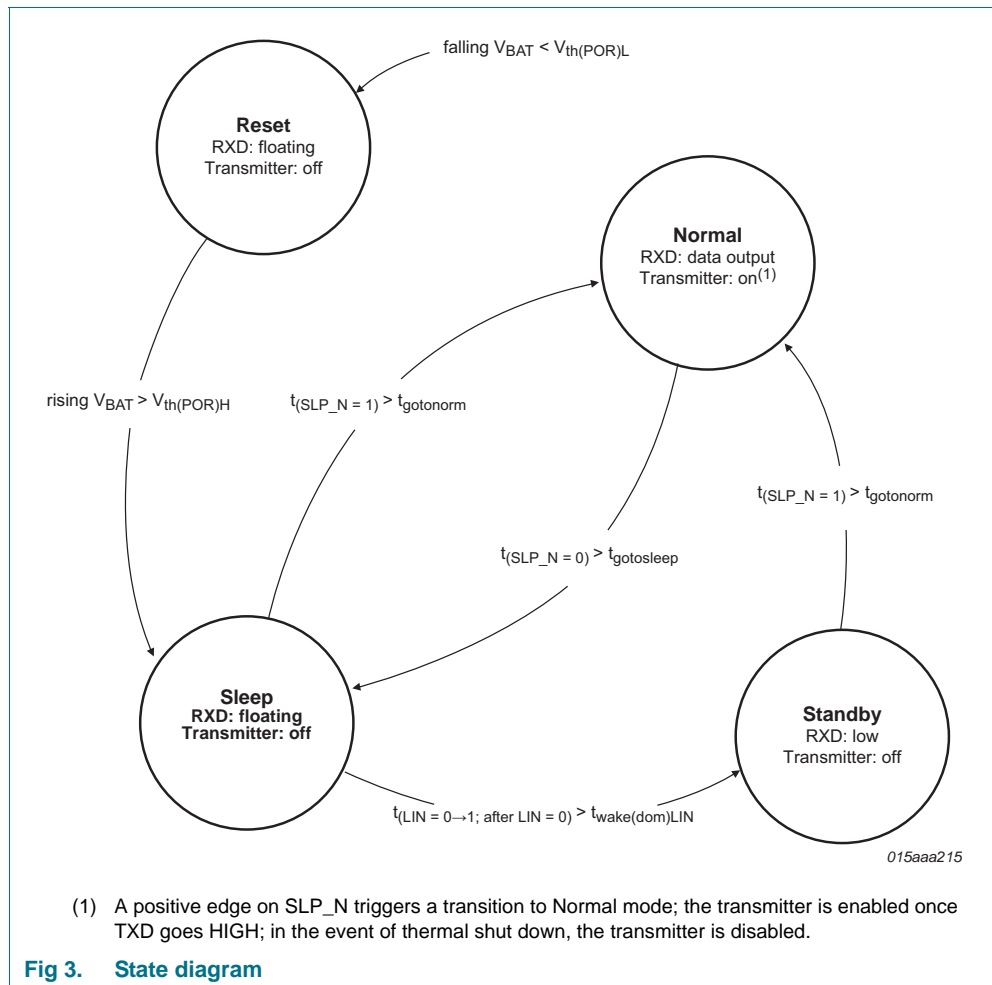 falling VBAT < Vth(POR)L
Reset
RXD: floating
Transmitter: off
Normal
RXD: data output
Transmitter: on(1)
rising VBAT > Vth(POR)H
t(SLP_N = 1) > tgotonorm
t(SLP_N = 1) > tgotonorm
t(SLP_N = 0) > tgotosleep
Sleep
RXD: floating
Transmitter: off
Standby
RXD: low
Transmitter: off
t(LIN = 0→1; after LIN = 0) > twake(dom)LIN
015aaa215
(1) A positive edge on SLP_N triggers a transition to Normal mode; the transmitter is enabled once
TXD goes HIGH; in the event of thermal shut down, the transmitter is disabled.
Fig 3. State diagram